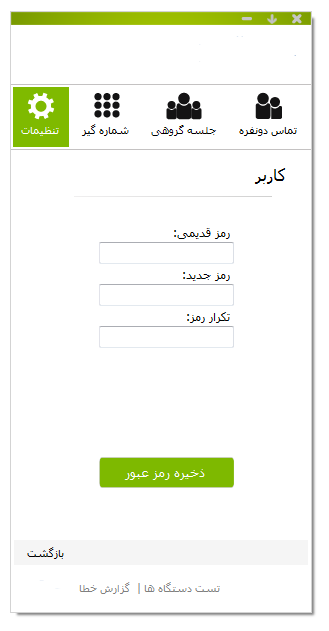 تماس دونفره جلسه گروهی شماره گیر تنظیمات
کاربر
رمز قدیمی:
رمز جدید:
تکرار رمز:
ذخیره رمز عبور
بازگشت
تست دستگاه ها | گزارش خطا